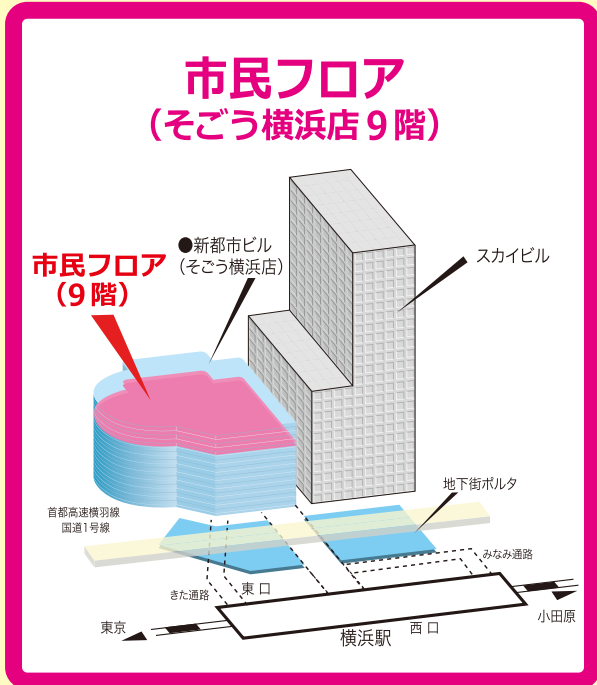 市民フロア
（そごう横浜店９階）
●新都市ビル
（そごう横浜店）
スカイビル
市民フロア
（９階）
地下街ポルタ
首都高速横羽線
国道1号線
みなみ通路
きた通路
東口
東京
横浜駅
西口
小田原